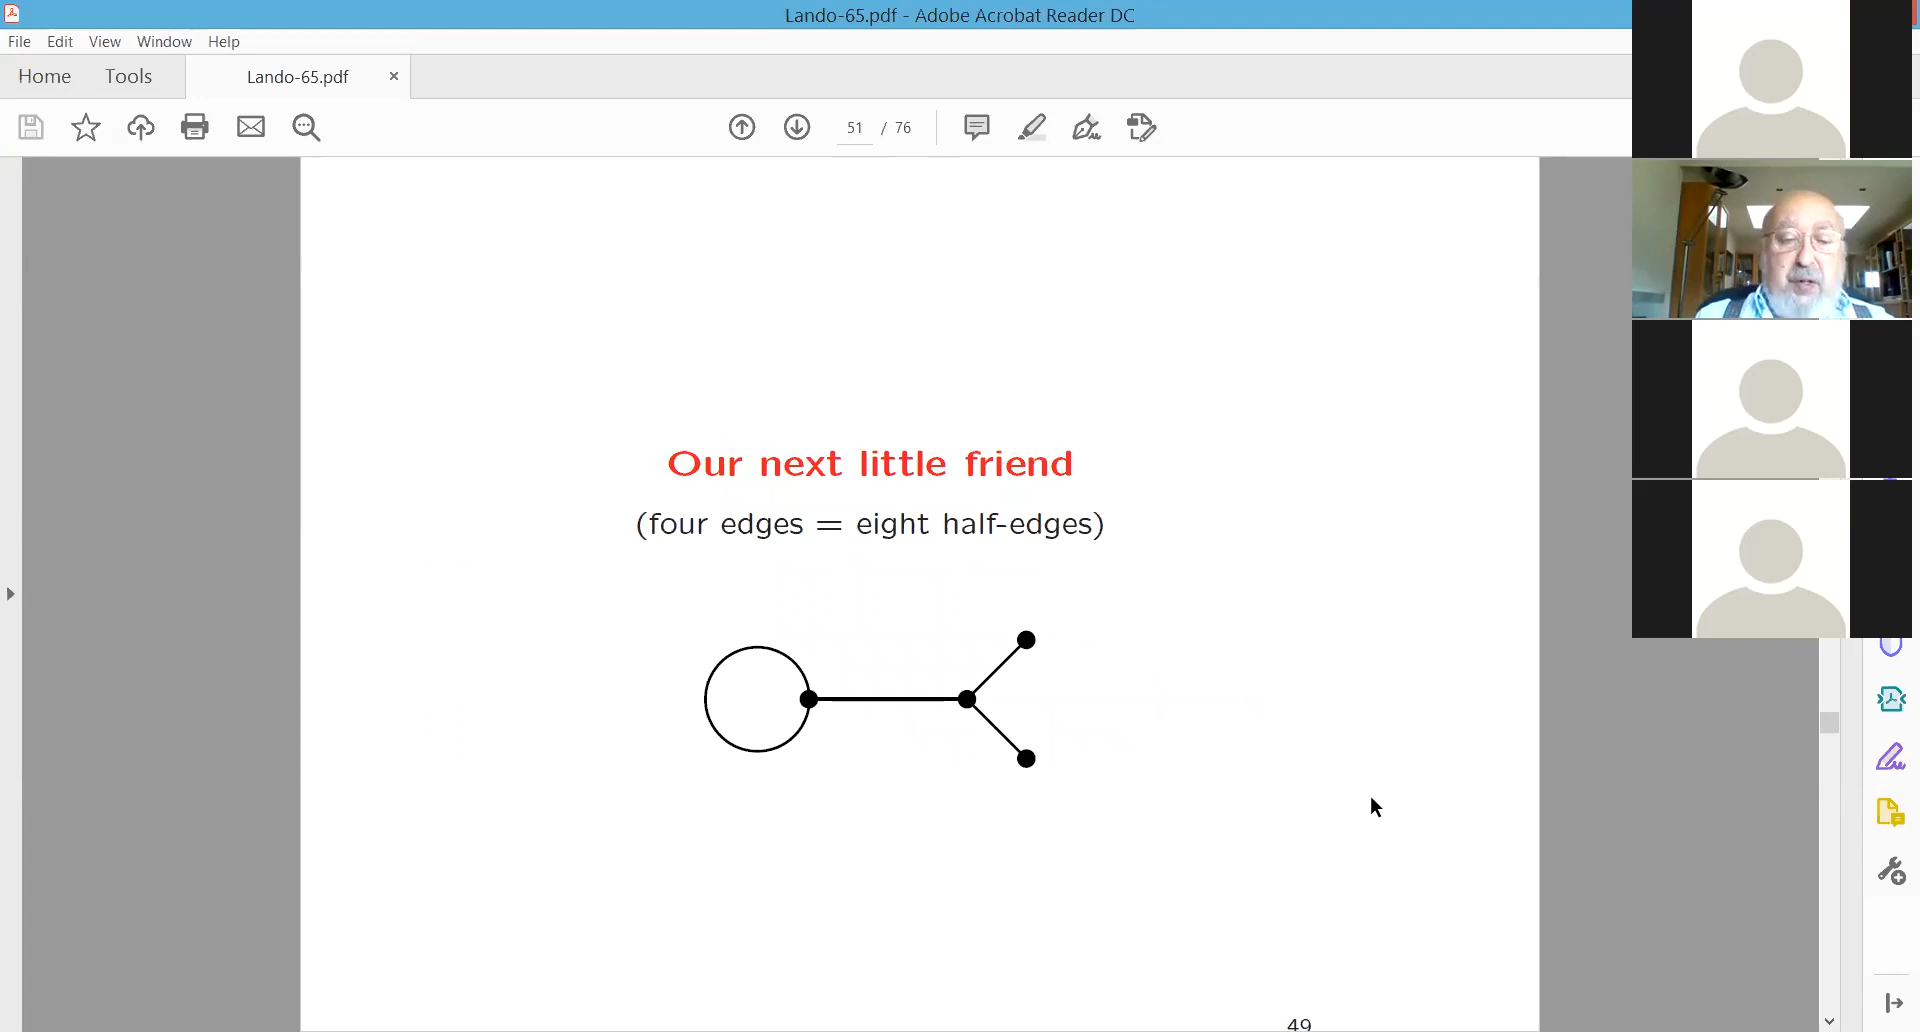 Lando-65.pdf - Adobe Acrobat Reader DC
File Edit View Window Help
Home Tools Lando-65.pdf ×
51 / 76
Our next little friend
(four edges = eight half-edges)
49